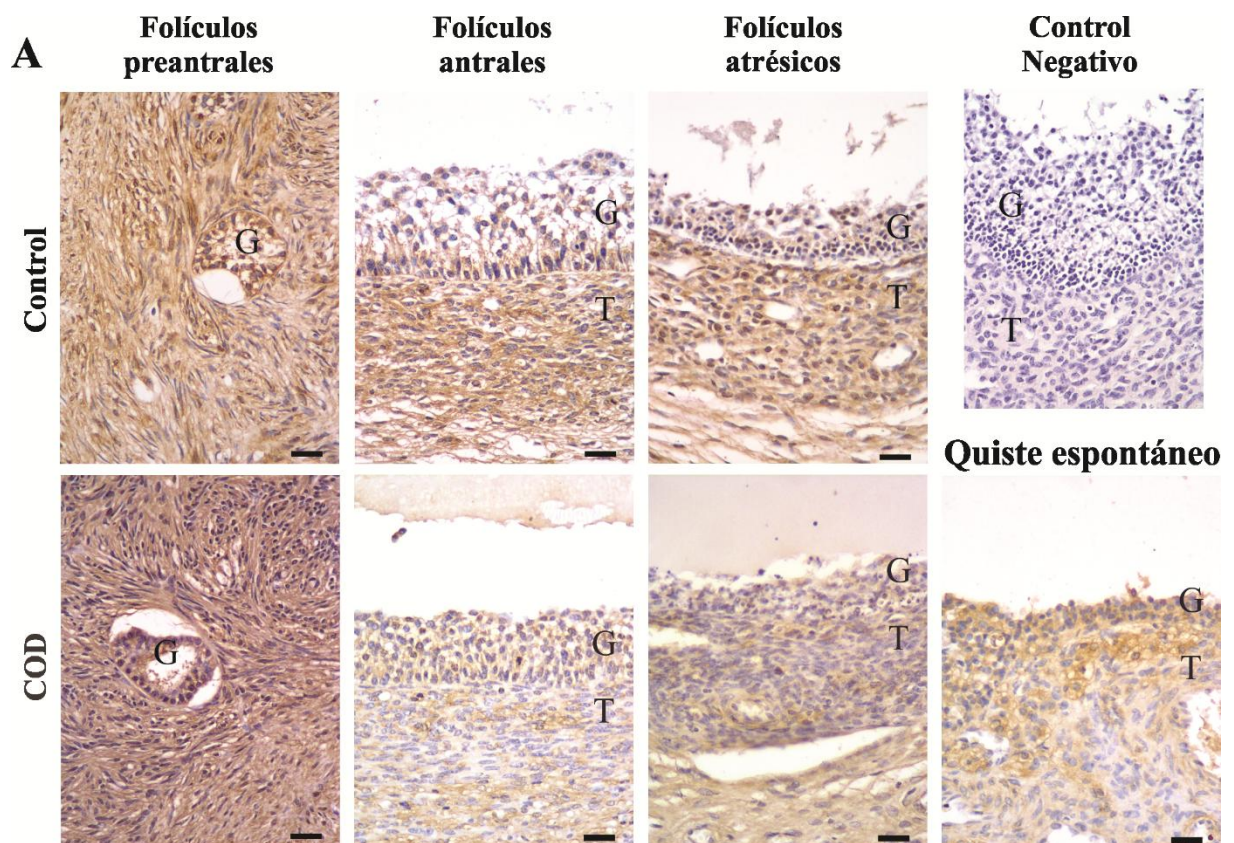 A
Folículos
preantrales
Folículos
antrales
Folículos
atrésicos
Control
Negativo
Control
G
G
T
G
T
G
T
Quiste espontáneo
COD
G
G
T
G
T
G
T